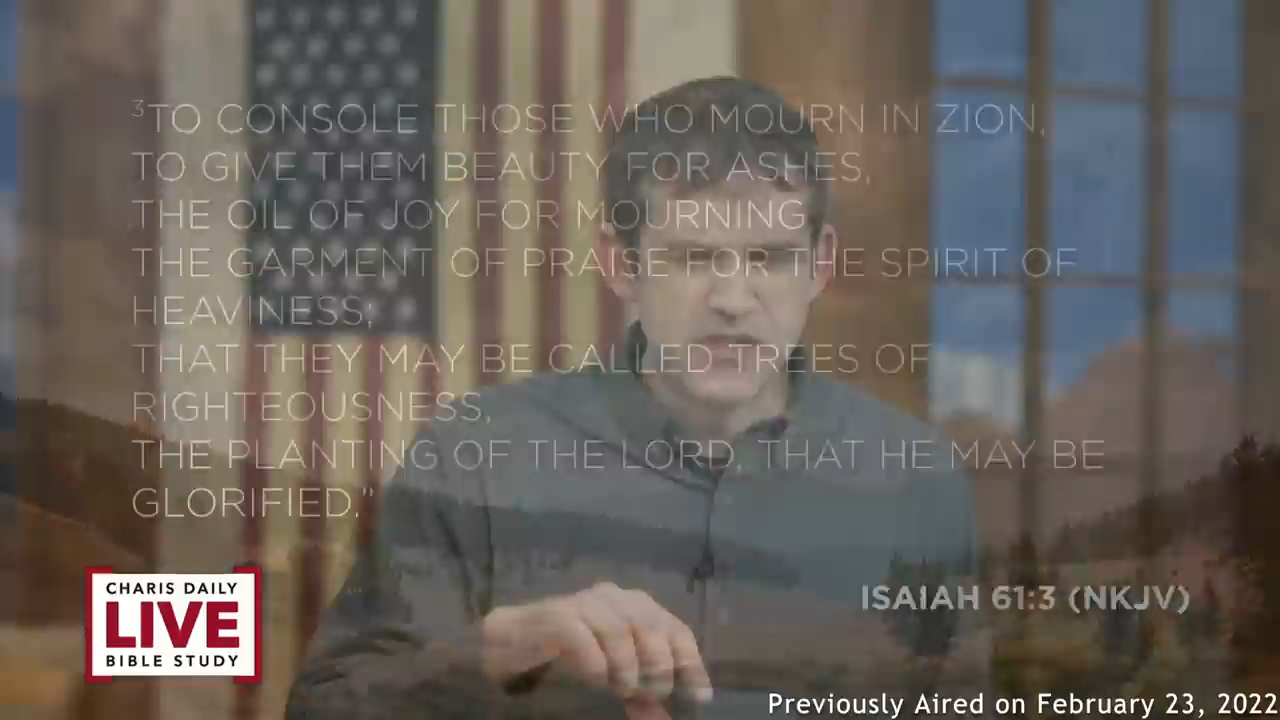 ³TO CONSOLE THOSE WHO MOURN IN ZION,
TO GIVE THEM BEAUTY FOR ASHES,
THE OIL OF JOY FOR MOURNING,
THE GARMENT OF PRAISE FOR THE SPIRIT OF
HEAVINESS;
THAT THEY MAY BE CALLED TREES OF
RIGHTEOUSNESS,
THE PLANTING OF THE LORD, THAT HE MAY BE
GLORIFIED."
ISAIAH 61:3 (NKJV)
CHARIS DAILY
LIVE
BIBLE STUDY
Previously Aired on February 23, 2022